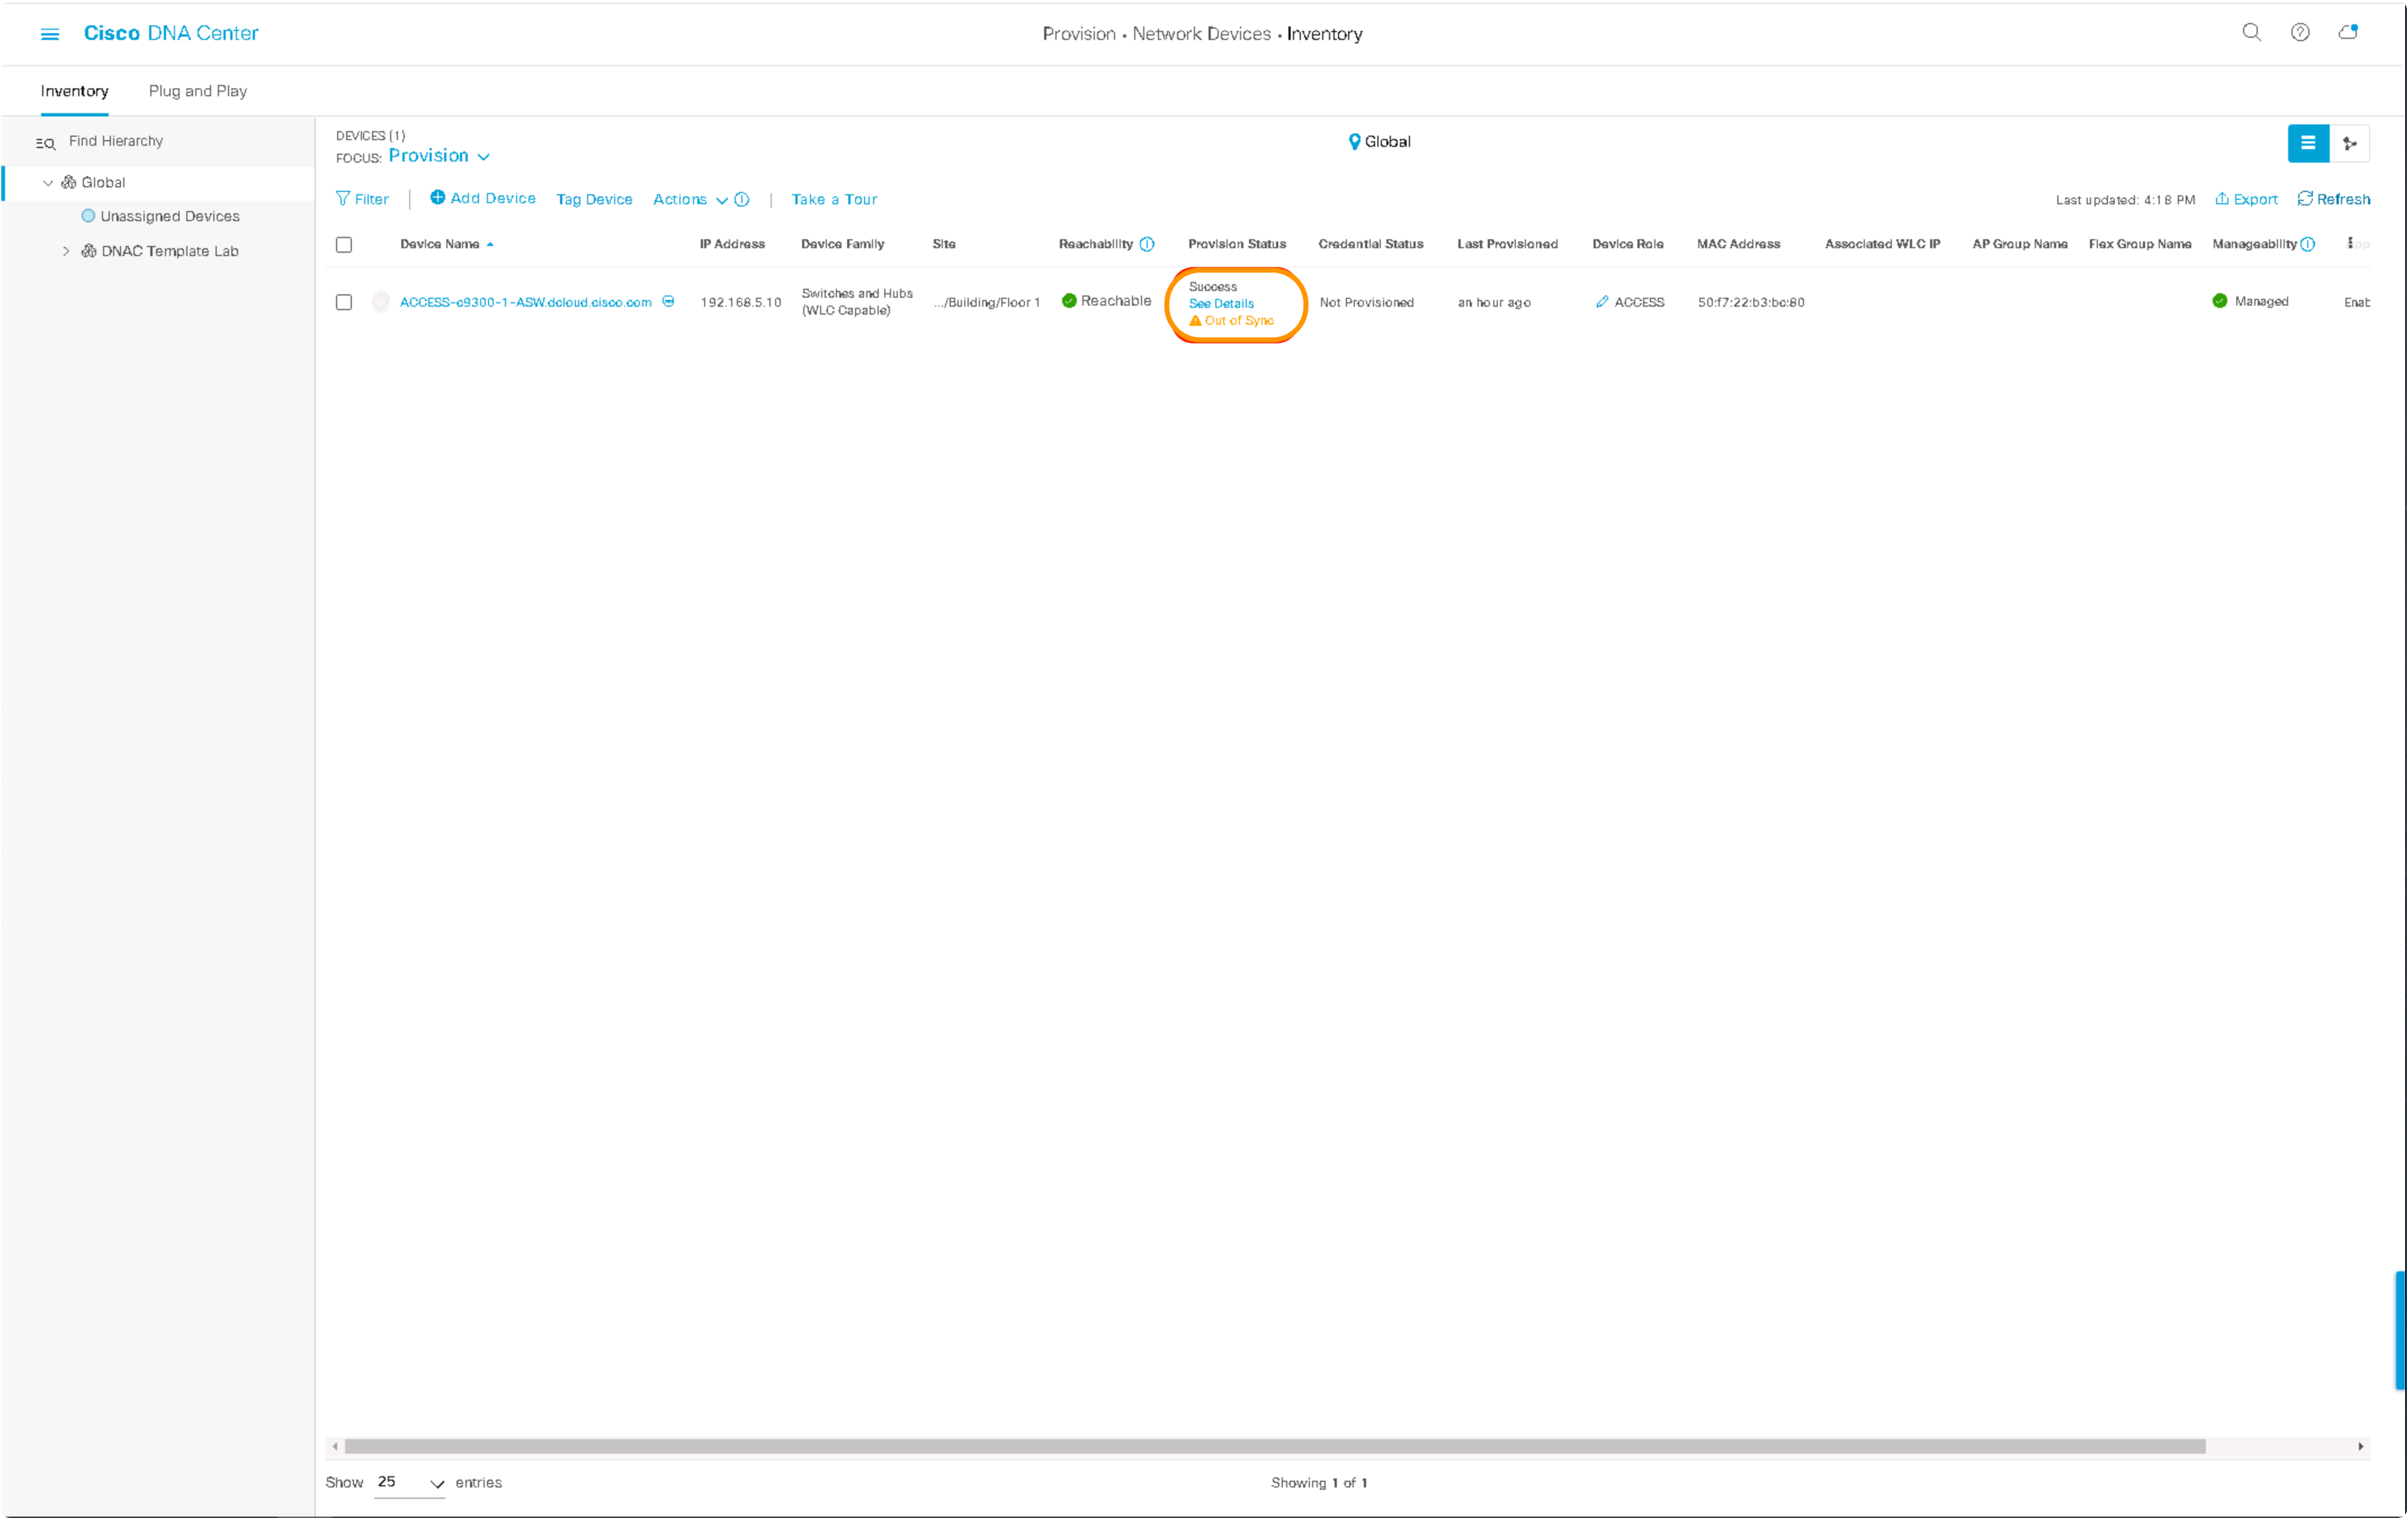 Cisco DNA Center
Provision • Network Devices • Inventory
Inventory Plug and Play
Find Hierarchy
Global
Unassigned Devices
DNAC Template Lab
DEVICES (1)
FOCUS: Provision
Global
Filter | Add Device Tag Device Actions | Take a Tour
Last updated: 4:18 PM Export Refresh
Device Name IP Address Device Family Site Reachability Provision Status Credential Status Last Provisioned Device Role MAC Address Associated WLC IP AP Group Name Flex Group Name Manageability
ACCESS-c9300-1-ASW.dcloud.cisco.com 192.168.5.10 Switches and Hubs (WLC Capable) .../Building/Floor 1 Reachable Success Not Provisioned an hour ago ACCESS 50:f7:22:b3:bc:80 Managed Enat
See Details
Out of Sync
Show 25 entries
Showing 1 of 1